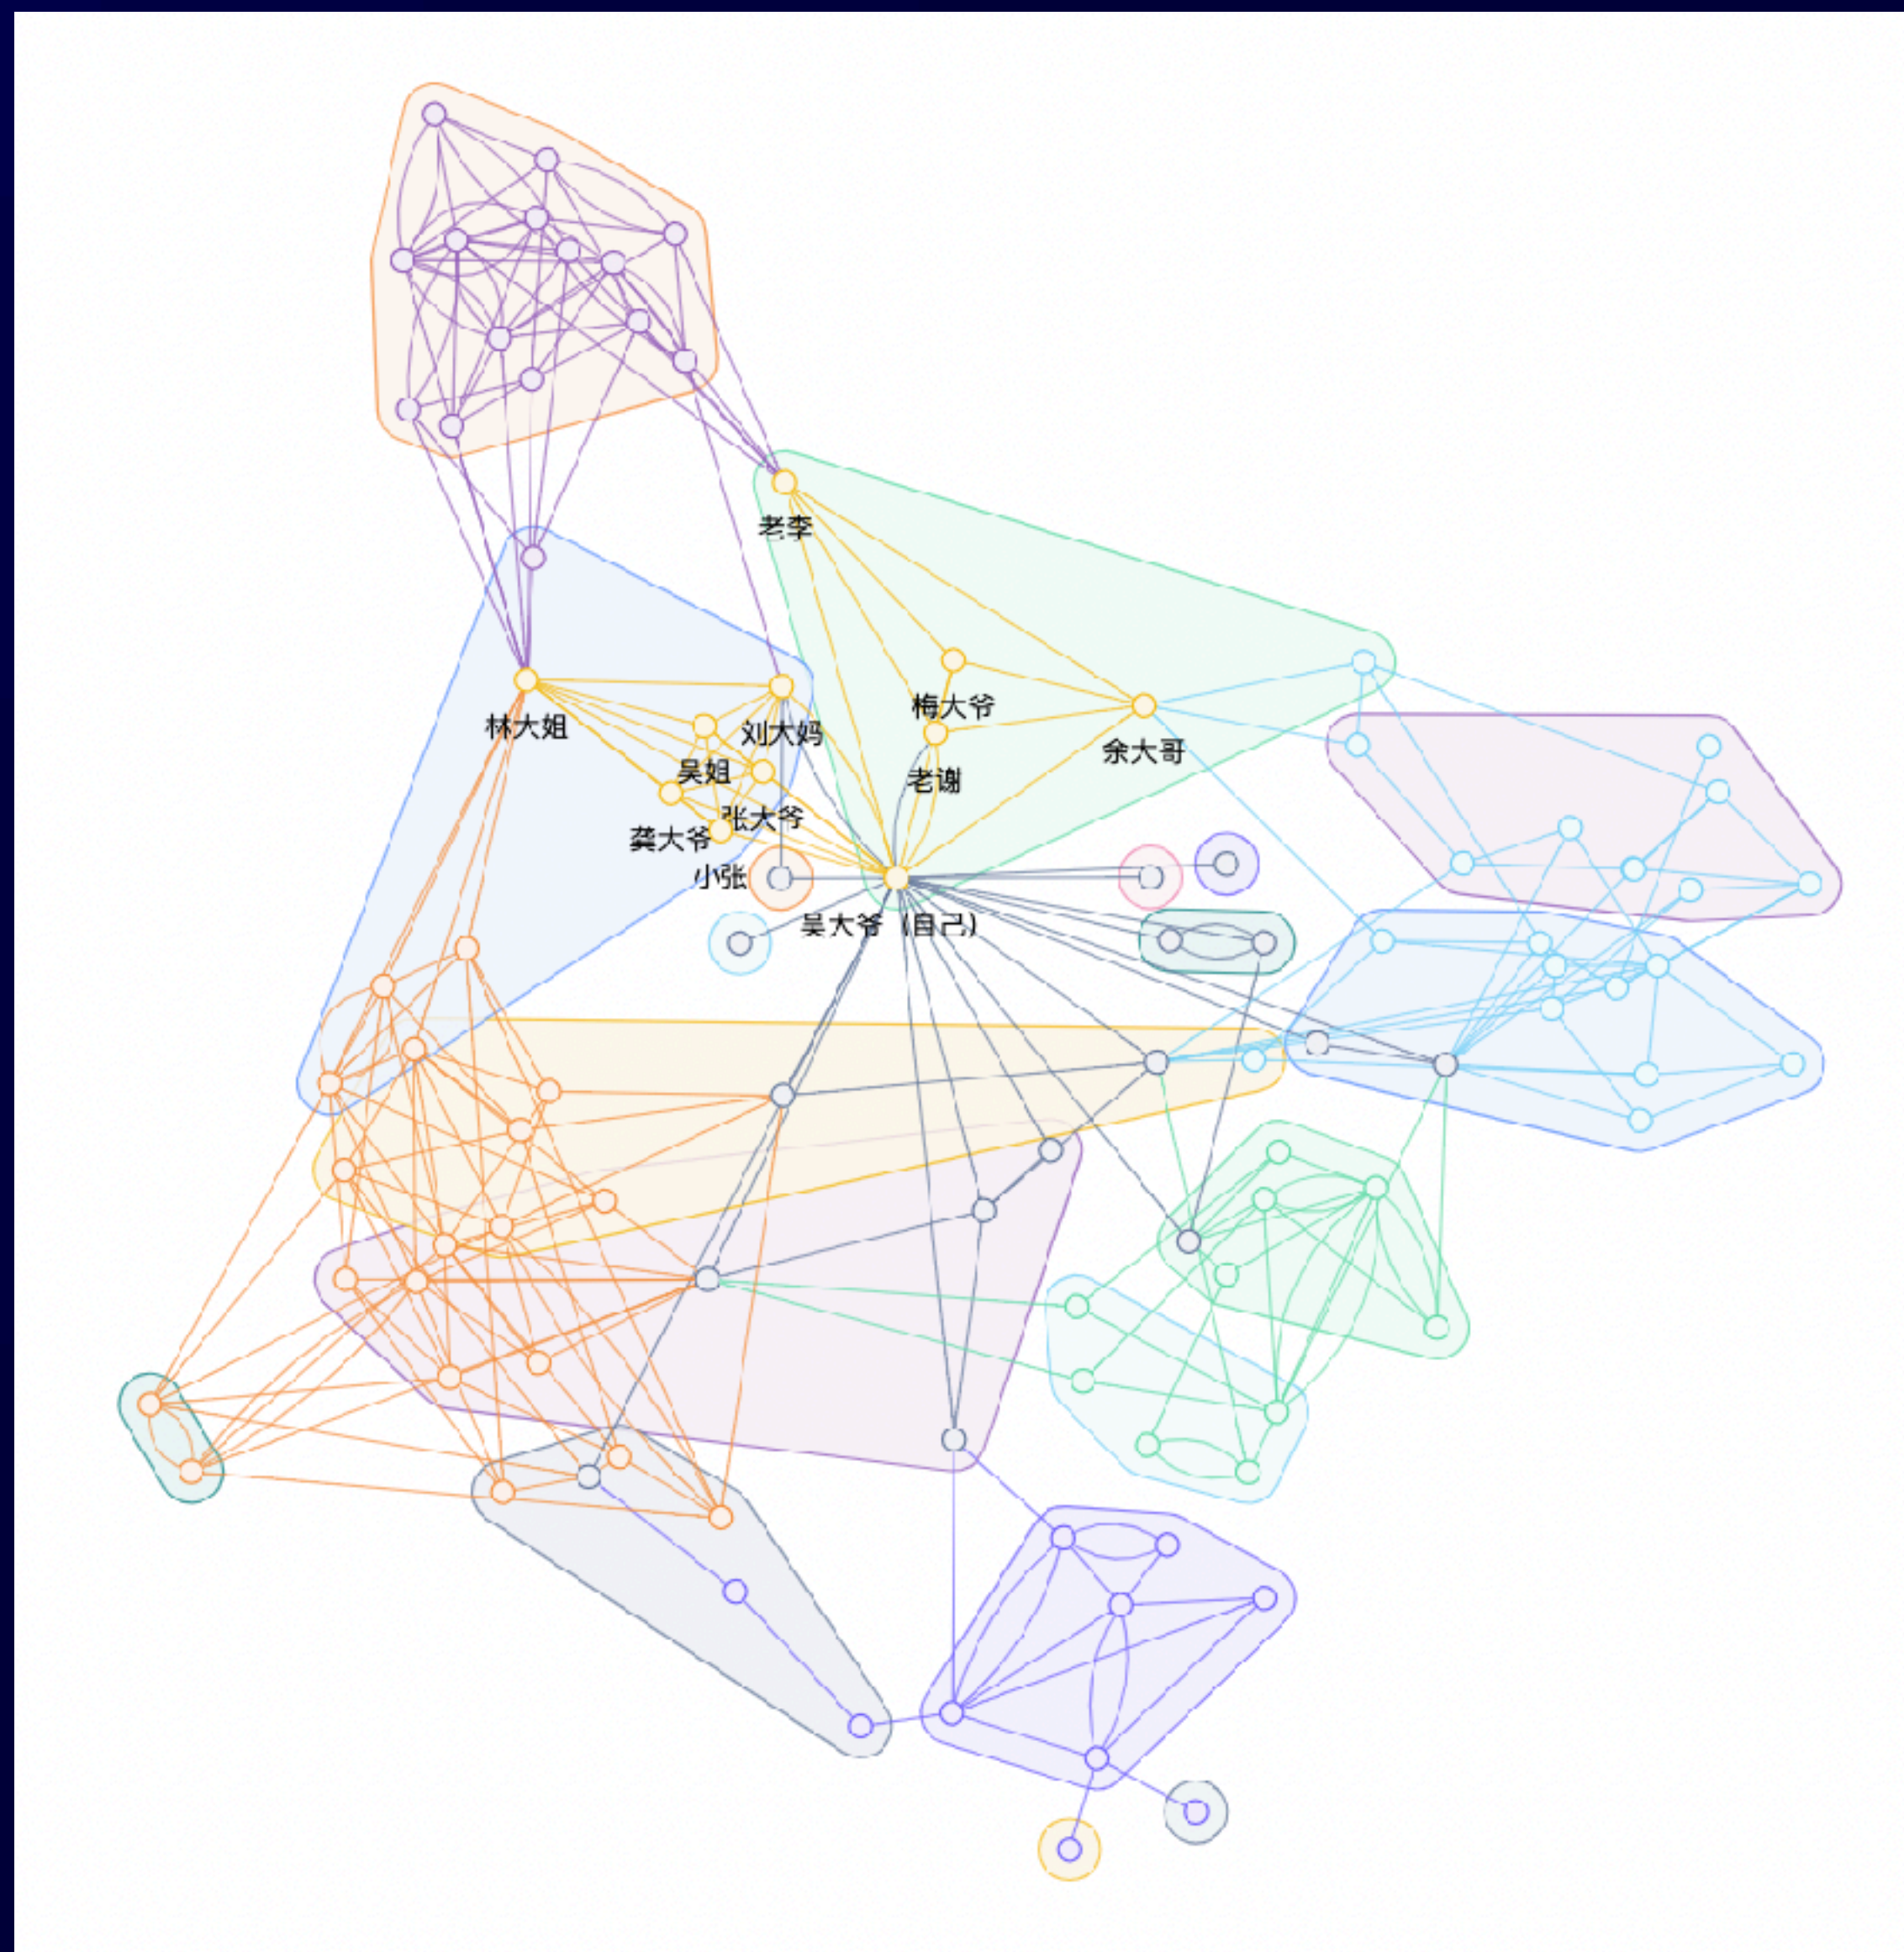 老李
梅大爷
林大姐
刘大妈
余大哥
吴姐
老谢
张大爷
龚大爷
小张
吴大爷（自己）